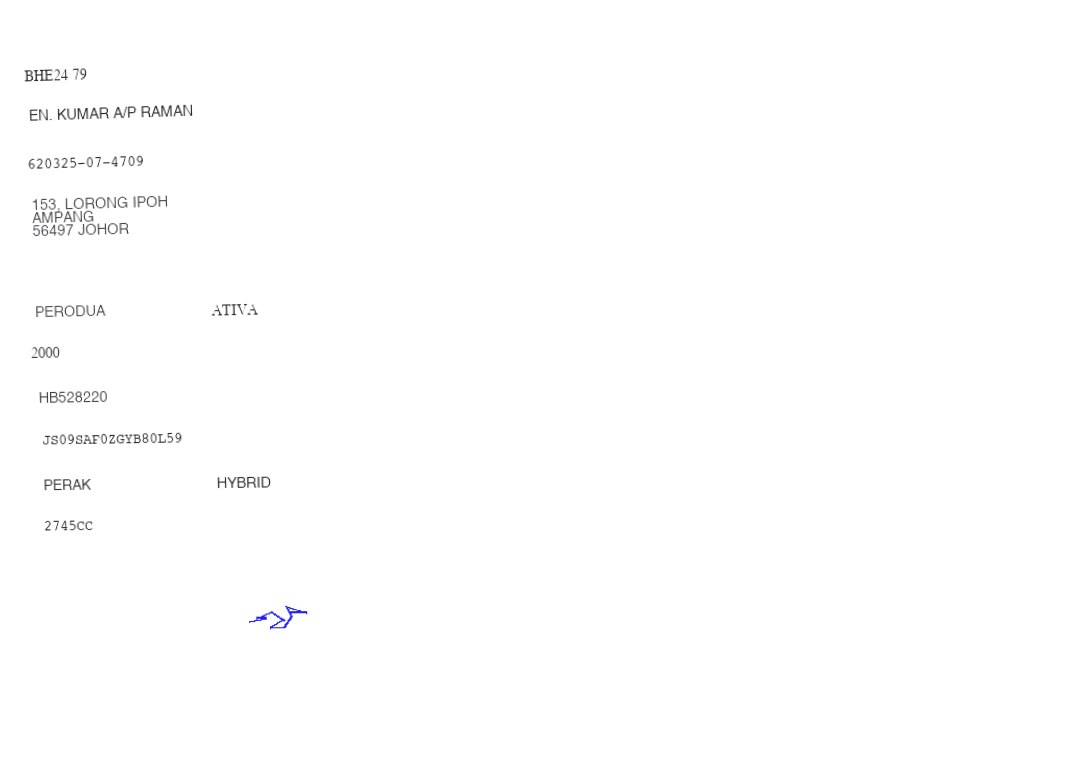 BHE24 79
EN. KUMAR A/P RAMAN
620325-07-4709
153, LORONG IPOH
AMPANG
56497 JOHOR
PERODUA ATIVA
2000
HB528220
JS09SAF0ZGYB80L59
PERAK HYBRID
2745CC